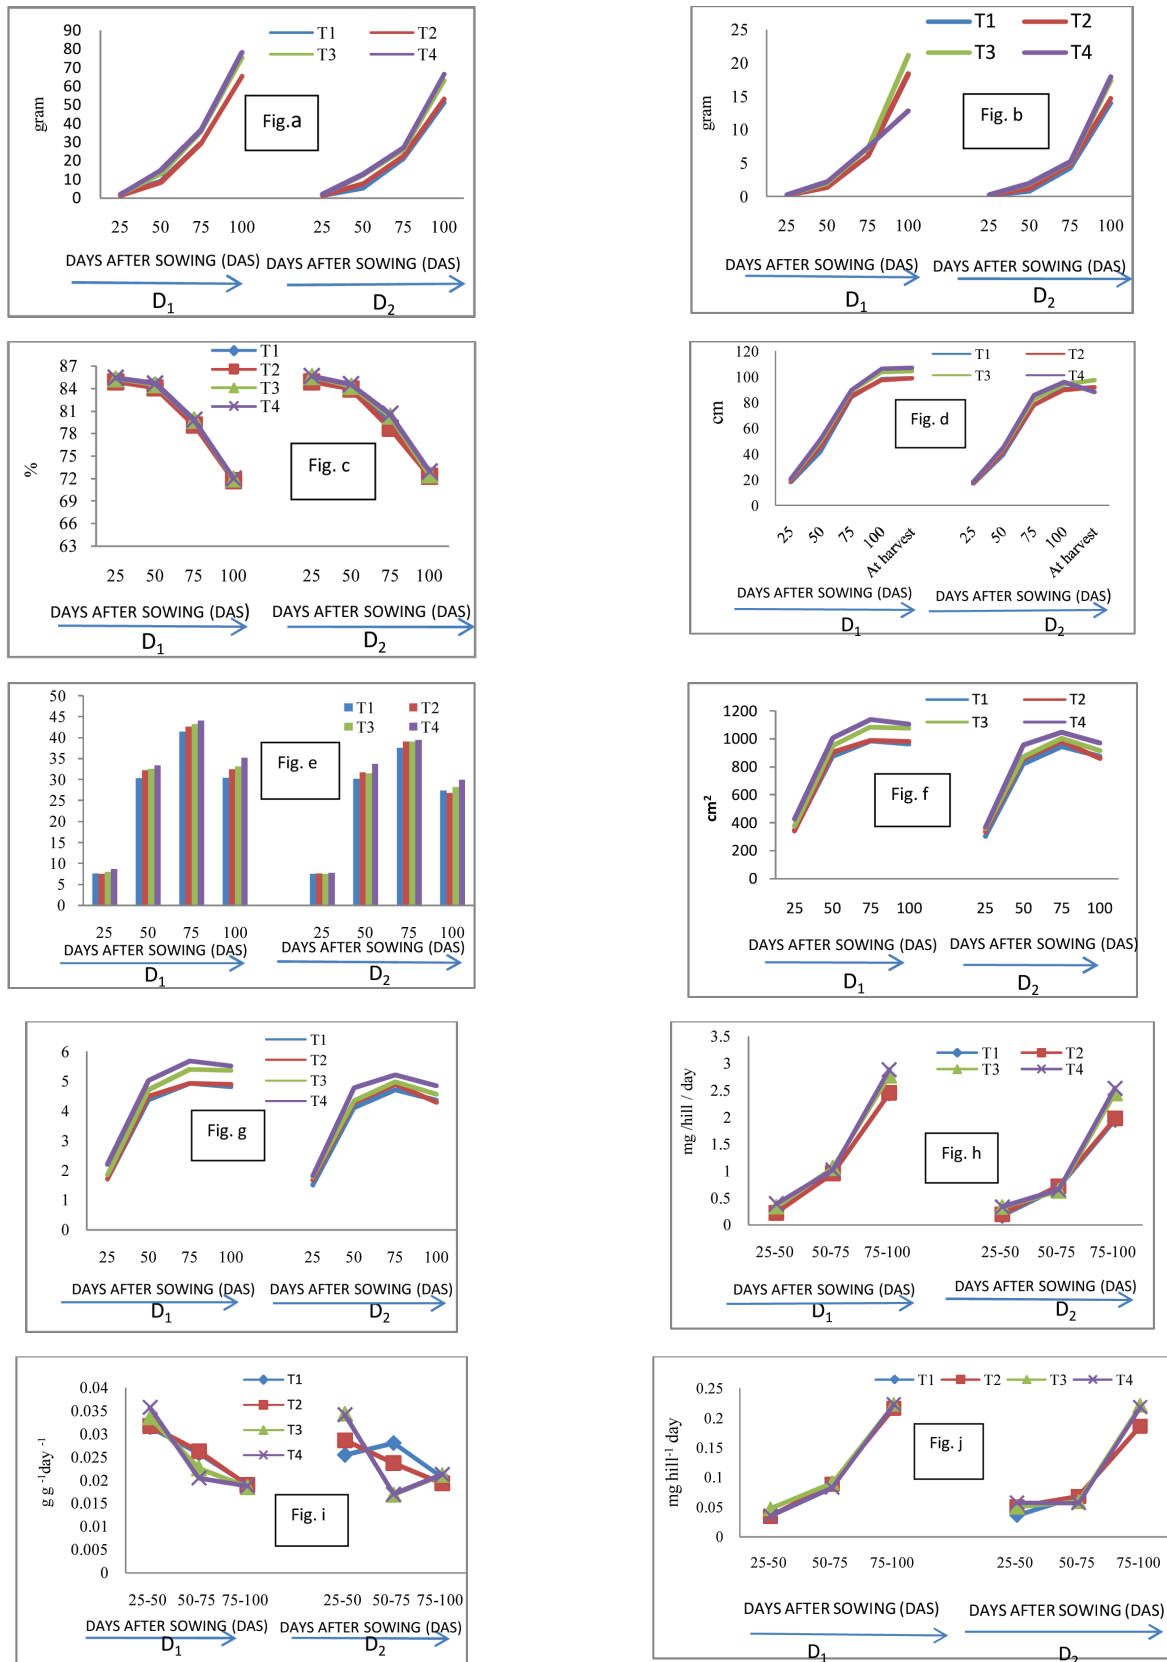 gram
90
80
70
60
50
40
30
20
10
0
T1 T2
T3 T4
Fig.a
25 50 75 100 25 50 75 100
DAYS AFTER SOWING (DAS) DAYS AFTER SOWING (DAS)
D1 D2
gram
25
20
15
10
5
0
T1 T2
T3 T4
Fig. b
25 50 75 100 25 50 75 100
DAYS AFTER SOWING (DAS) DAYS AFTER SOWING (DAS)
D1 D2
%
87
84
81
78
75
72
69
66
63
T1
T2
T3
T4
Fig. c
25 50 75 100 25 50 75 100
DAYS AFTER SOWING (DAS) DAYS AFTER SOWING (DAS)
D1 D2
cm
120
100
80
60
40
20
0
T1 T2
T3 T4
Fig. d
25 50 75 100 At harvest 25 50 75 100 At harvest
DAYS AFTER SOWING (DAS) DAYS AFTER SOWING (DAS)
D1 D2
50
45
40
35
30
25
20
15
10
5
0
T1 T2
T3 T4
Fig. e
25 50 75 100 25 50 75 100
DAYS AFTER SOWING (DAS) DAYS AFTER SOWING (DAS)
D1 D2
cm²
1200
1000
800
600
400
200
0
T1 T2
T3 T4
Fig. f
25 50 75 100 25 50 75 100
DAYS AFTER SOWING (DAS) DAYS AFTER SOWING (DAS)
D1 D2
6
5
4
3
2
1
0
T1
T2
T3
T4
Fig. g
25 50 75 100 25 50 75 100
DAYS AFTER SOWING (DAS) DAYS AFTER SOWING (DAS)
D1 D2
mg /hill / day
3.5
3
2.5
2
1.5
1
0.5
0
T1 T2
T3 T4
Fig. h
25-50 50-75 75-100 25-50 50-75 75-100
DAYS AFTER SOWING (DAS) DAYS AFTER SOWING (DAS)
D1 D2
g g ⁻¹day ⁻¹
0.04
0.035
0.03
0.025
0.02
0.015
0.01
0.005
0
T1
T2
T3
T4
Fig. i
25-50 50-75 75-100 25-50 50-75 75-100
DAYS AFTER SOWING (DAS) DAYS AFTER SOWING (DAS)
D1 D2
mg hill⁻¹ day
0.25
0.2
0.15
0.1
0.05
0
T1 T2 T3 T4
Fig. j
25-50 50-75 75-100 25-50 50-75 75-100
DAYS AFTER SOWING (DAS) DAYS AFTER SOWING (DAS)
D1 D2